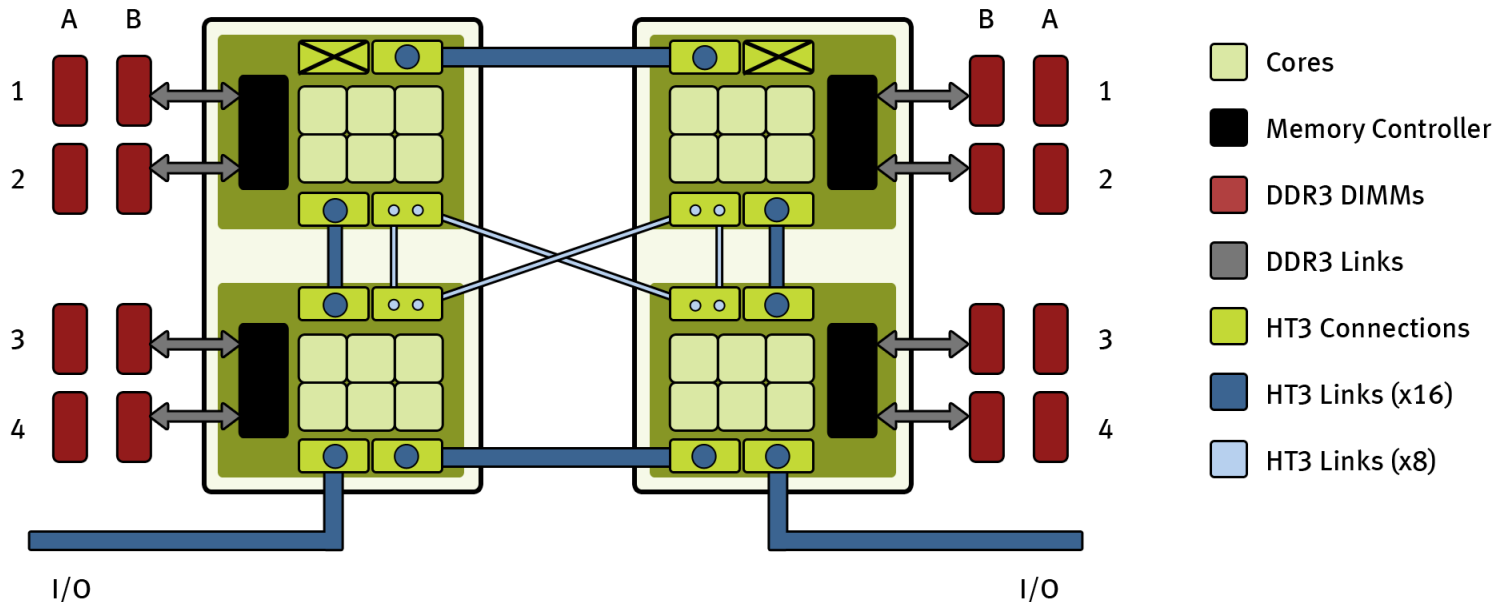 A B
B A
1
2
3
4
1
2
3
4
I/O
I/O
Cores
Memory Controller
DDR3 DIMMs
DDR3 Links
HT3 Connections
HT3 Links (x16)
HT3 Links (x8)